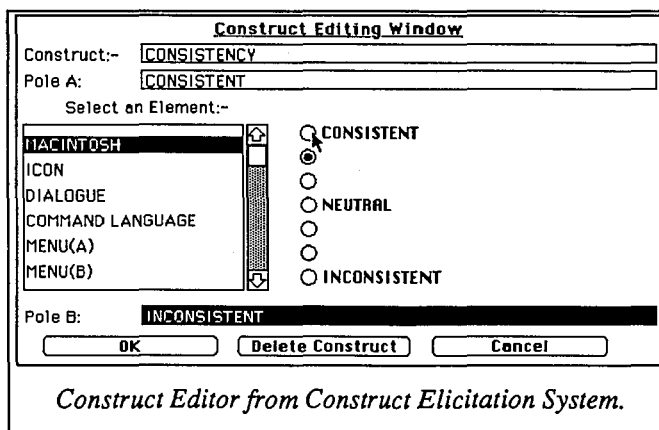 Construct Editing Window
Construct:- CONSISTENCY
Pole A: CONSISTENT
Select an Element:-
MACINTOSH
ICON
DIALOGUE
COMMAND LANGUAGE
MENU(A)
MENU(B)
CONSISTENT
NEUTRAL
INCONSISTENT
Pole B: INCONSISTENT
OK Delete Construct Cancel
Construct Editor from Construct Elicitation System.